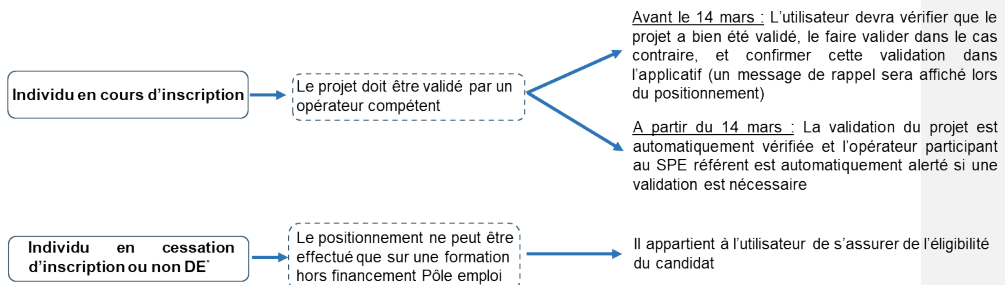 Avant le 14 mars : L'utilisateur devra vérifier que le
projet a bien été validé, le faire valider dans le cas
contraire, et confirmer cette validation dans
l'applicatif (un message de rappel sera affiché lors
du positionnement)
Individu en cours d'inscription
Le projet doit être validé par un
opérateur compétent
A partir du 14 mars : La validation du projet est
automatiquement vérifiée et l'opérateur participant
au SPE référent est automatiquement alerté si une
validation est nécessaire
Individu en cessation
d'inscription ou non DE*
Le positionnement ne peut être
effectué que sur une formation
hors financement Pôle emploi
Il appartient à l'utilisateur de s'assurer de l'éligibilité
du candidat